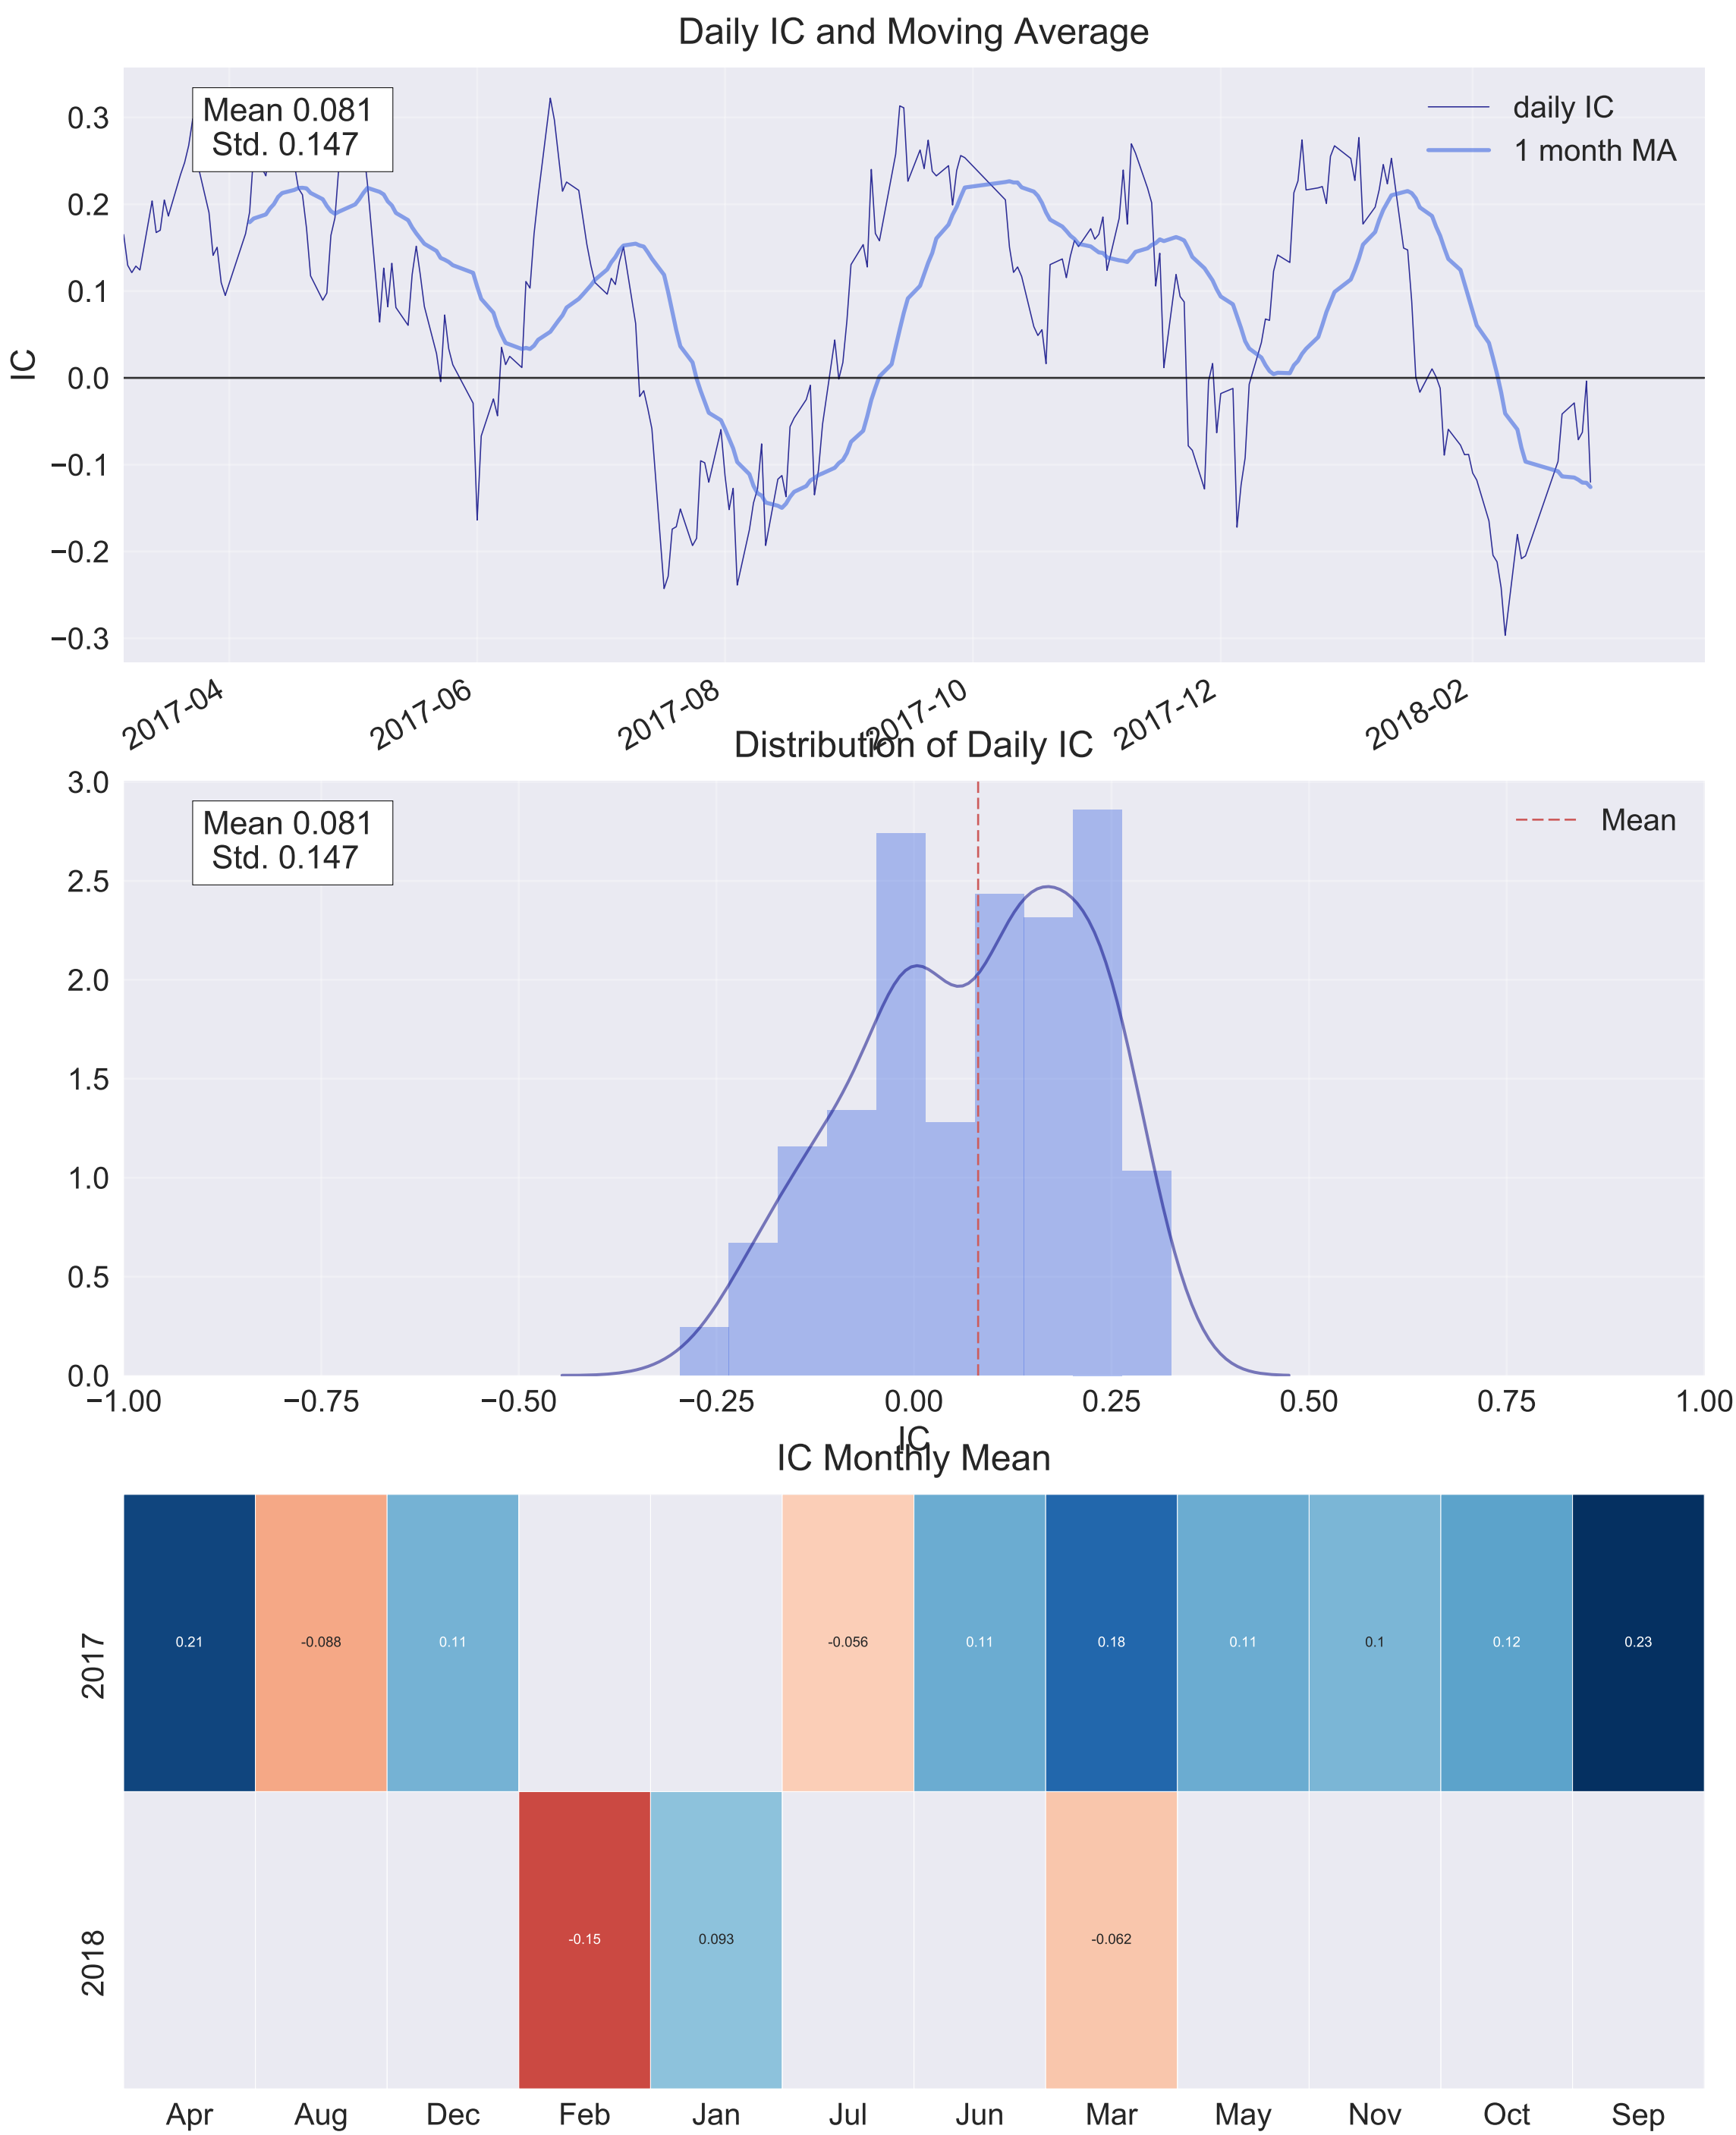 Daily IC and Moving Average
Mean 0.081
Std. 0.147
daily IC
1 month MA
IC
0.3
0.2
0.1
0.0
−0.1
−0.2
−0.3
2017-04
2017-06
2017-08
2017-10
2017-12
2018-02
Distribution of Daily IC
Mean 0.081
Std. 0.147
Mean
3.0
2.5
2.0
1.5
1.0
0.5
0.0
−1.00 −0.75 −0.50 −0.25 0.00 0.25 0.50 0.75 1.00
IC
IC Monthly Mean
2017
0.21 -0.088 0.11 -0.056 0.11 0.18 0.11 0.1 0.12 0.23
2018
-0.15 0.093 -0.062
Apr Aug Dec Feb Jan Jul Jun Mar May Nov Oct Sep